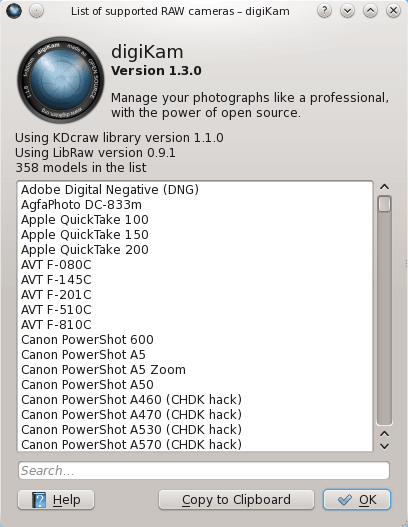 List of supported RAW cameras – digiKam
digiKam
Version 1.3.0
Manage your photographs like a professional,
with the power of open source.
Using KDcraw library version 1.1.0
Using LibRaw version 0.9.1
358 models in the list
Adobe Digital Negative (DNG)
AgfaPhoto DC-833m
Apple QuickTake 100
Apple QuickTake 150
Apple QuickTake 200
AVT F-080C
AVT F-145C
AVT F-201C
AVT F-510C
AVT F-810C
Canon PowerShot 600
Canon PowerShot A5
Canon PowerShot A5 Zoom
Canon PowerShot A50
Canon PowerShot A460 (CHDK hack)
Canon PowerShot A470 (CHDK hack)
Canon PowerShot A530 (CHDK hack)
Canon PowerShot A570 (CHDK hack)
Search...
Help
Copy to Clipboard
OK